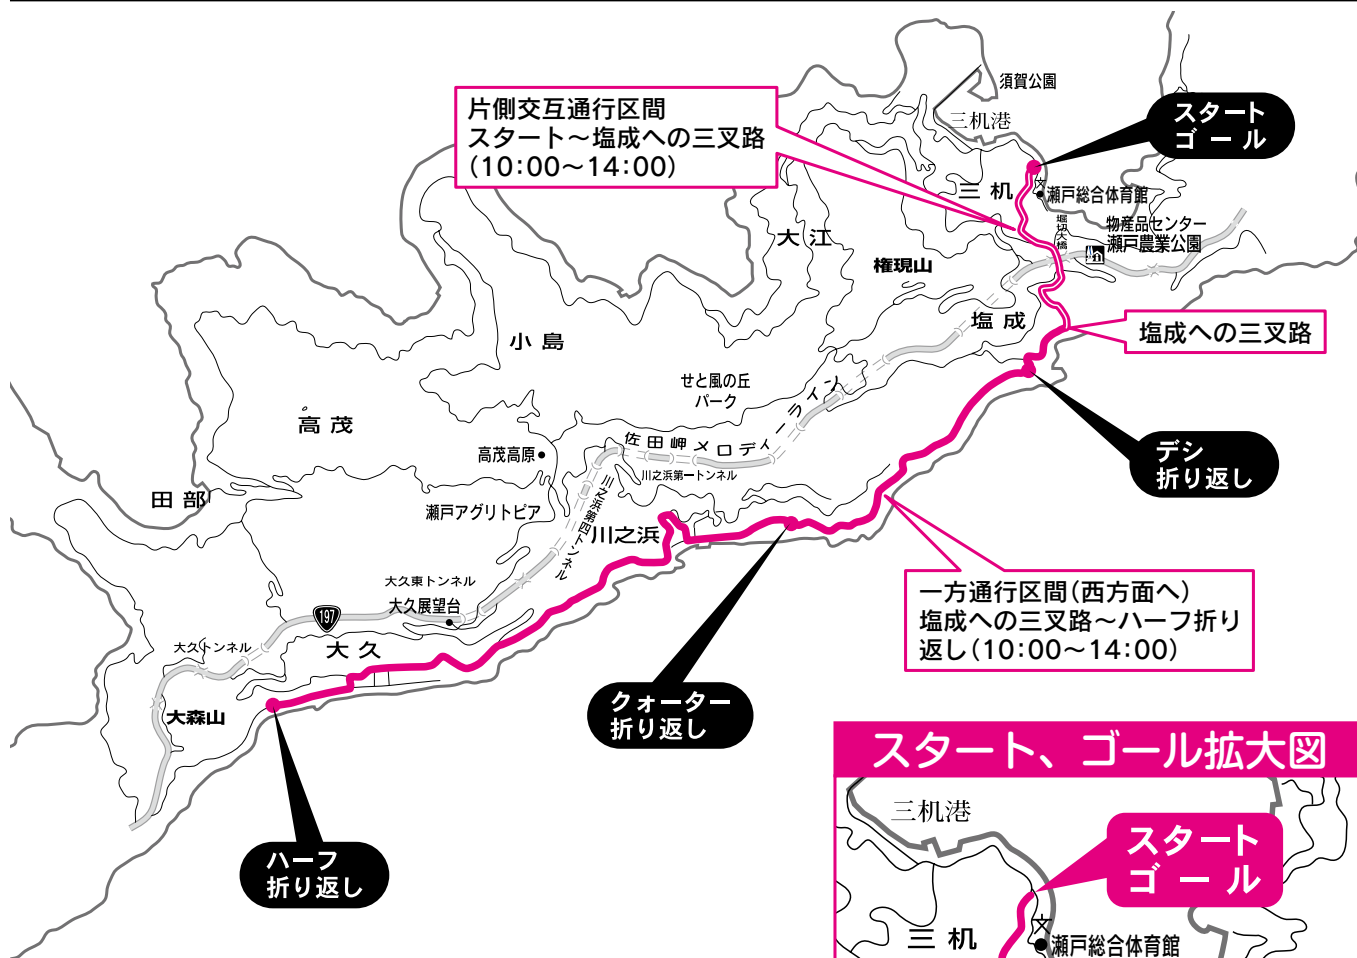 片側交互通行区間
スタート～塩成への三叉路
(10:00～14:00)
須賀公園
三机港
スタート
ゴール
三机
文
瀬戸総合体育館
堀切大橋
物産品センター
瀬戸農業公園
大江
権現山
塩成
塩成への三叉路
小島
せと風の丘
パーク
佐田岬メロディーライン
高茂
高茂高原
川之浜第一トンネル
川之浜第四トンネル
デシ
折り返し
田部
瀬戸アグリトピア
川之浜
大久東トンネル
大久展望台
197
大久トンネル
大久
一方通行区間(西方面へ)
塩成への三叉路～ハーフ折り
返し(10:00～14:00)
大森山
クォーター
折り返し
ハーフ
折り返し
スタート、ゴール拡大図
三机港
スタート
ゴール
三机
文
瀬戸総合体育館